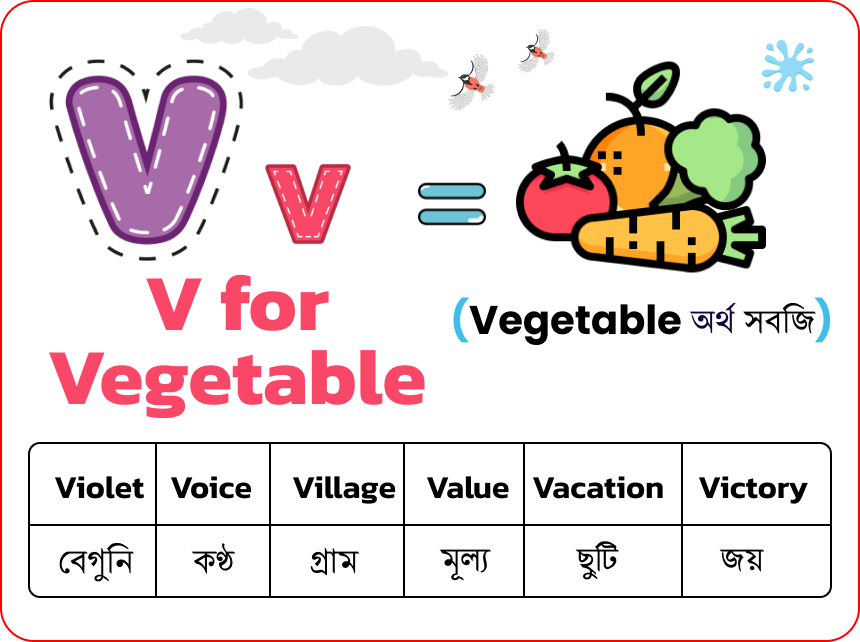 V v
V for
Vegetable
(Vegetable অর্থ সবজি)
Violet Voice Village Value Vacation Victory
বেগুনি কণ্ঠ গ্রাম মূল্য ছুটি জয়